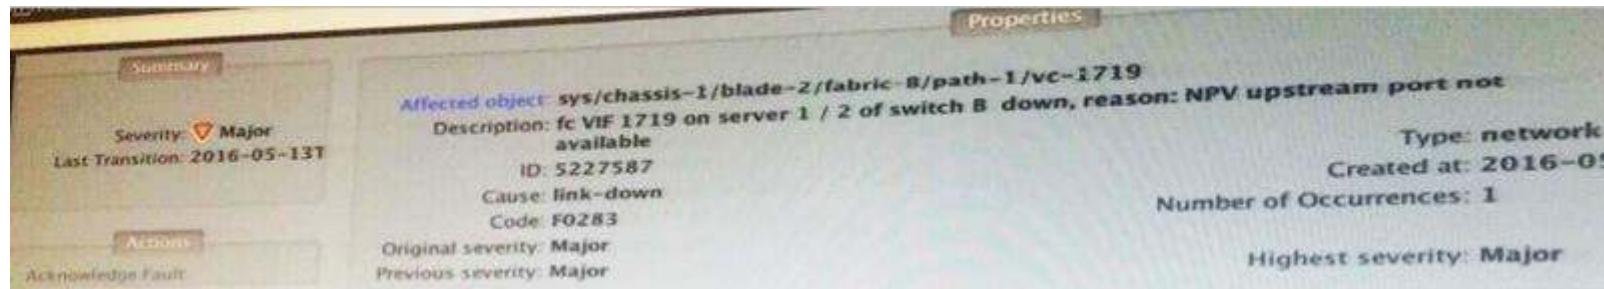 Properties
Summary
Severity: Major
Last Transition: 2016-05-13T
Actions
Acknowledge Fault
Affected object: sys/chassis-1/blade-2/fabric-B/path-1/vc-1719
Description: fc VIF 1719 on server 1 / 2 of switch B down, reason: NPV upstream port not
available
ID: 5227587
Cause: link-down
Code: F0283
Original severity: Major
Previous severity: Major
Type: network
Created at: 2016-05
Number of Occurrences: 1
Highest severity: Major